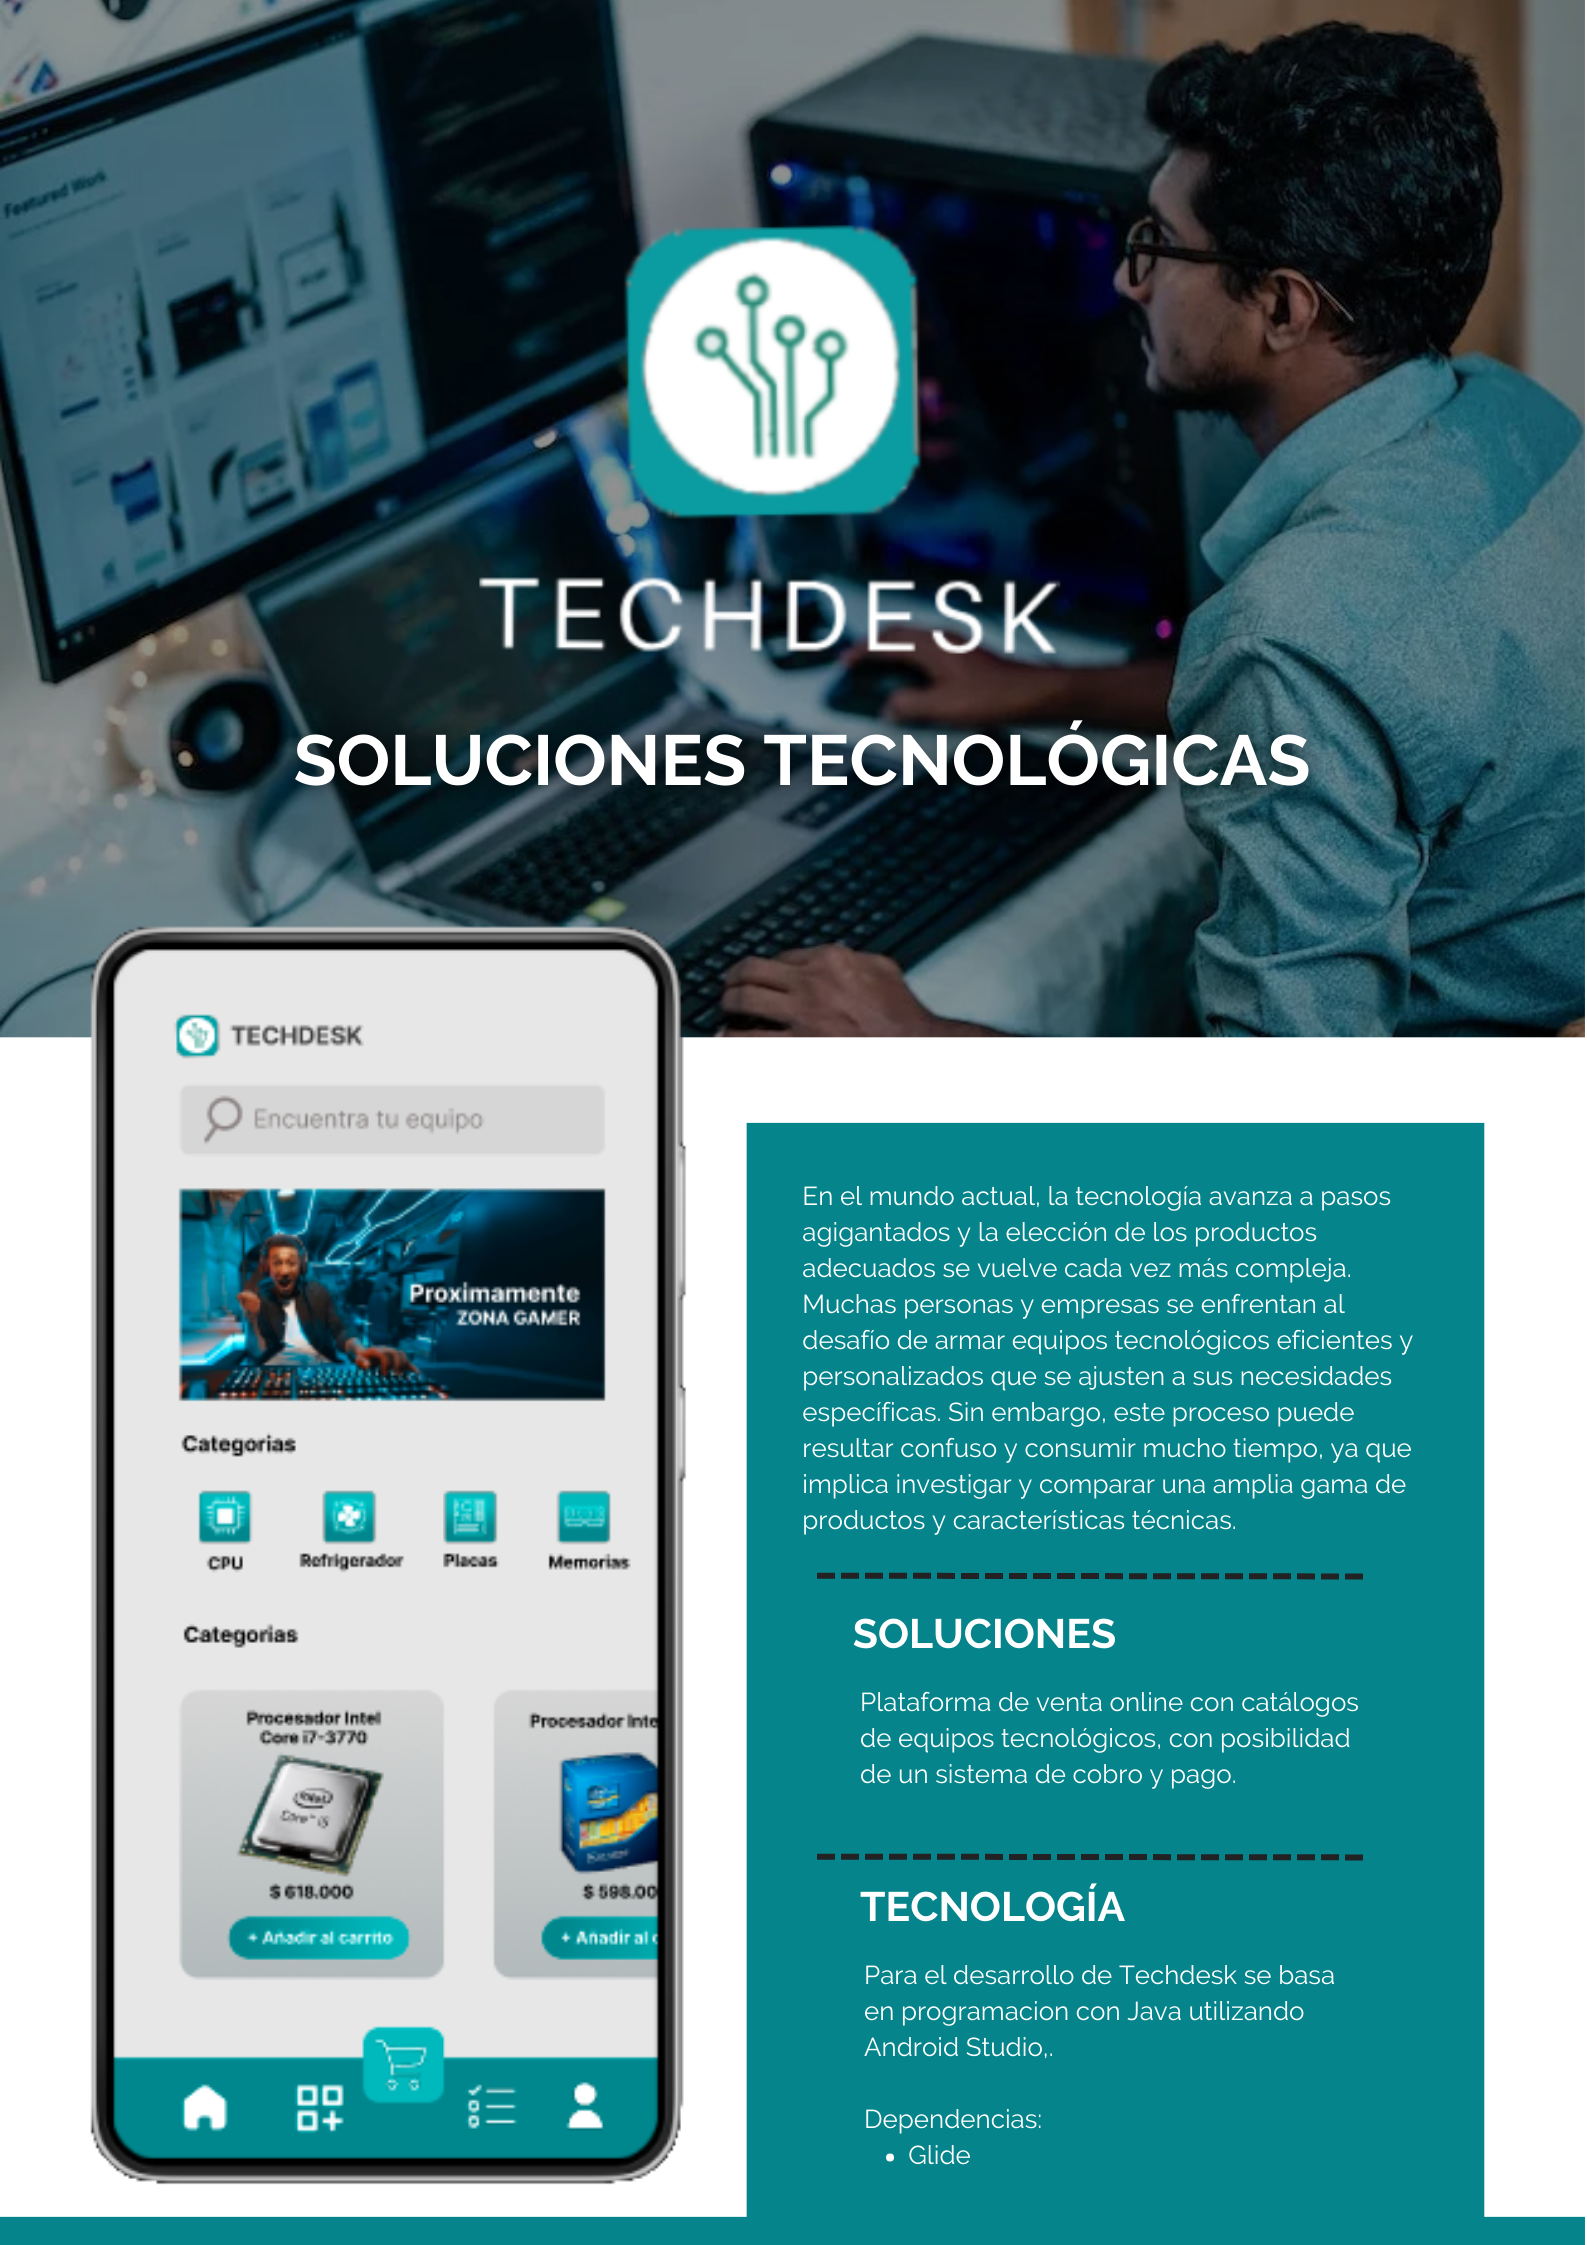 Featured Work
TECHDESK
SOLUCIONES TECNOLÓGICAS
TECHDESK
Encuentra tu equipo
Proximamente
ZONA GAMER
Categorias
CPU
Refrigerador
Placas
Memorias
Categorias
Procesador Intel
Core i7-3770
intel
Core™ i5
$ 618.000
+ Añadir al carrito
Procesador Inte
$ 598.00
+ Añadir al c
En el mundo actual, la tecnología avanza a pasos
agigantados y la elección de los productos
adecuados se vuelve cada vez más compleja.
Muchas personas y empresas se enfrentan al
desafío de armar equipos tecnológicos eficientes y
personalizados que se ajusten a sus necesidades
específicas. Sin embargo, este proceso puede
resultar confuso y consumir mucho tiempo, ya que
implica investigar y comparar una amplia gama de
productos y características técnicas.
SOLUCIONES
Plataforma de venta online con catálogos
de equipos tecnológicos, con posibilidad
de un sistema de cobro y pago.
TECNOLOGÍA
Para el desarrollo de Techdesk se basa
en programacion con Java utilizando
Android Studio,.
Dependencias:
• Glide